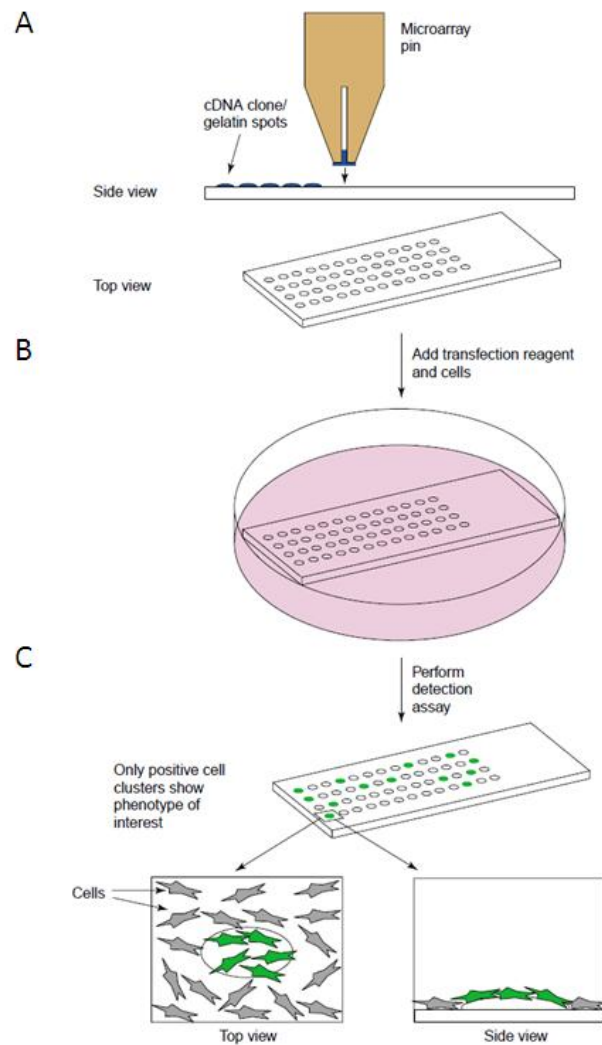 A
Microarray
pin
cDNA clone/
gelatin spots
Side view
Top view
B
Add transfection reagent
and cells
C
Perform
detection
assay
Only positive cell
clusters show
phenotype of
interest
Cells
Top view
Side view